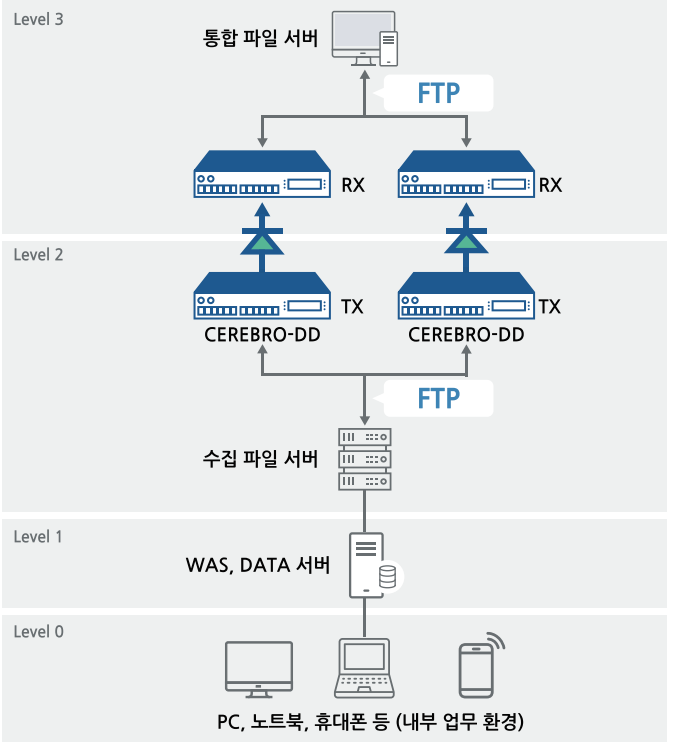 Level 3
통합 파일 서버
FTP
RX
RX
Level 2
TX
TX
CEREBRO-DD
CEREBRO-DD
FTP
수집 파일 서버
Level 1
WAS, DATA 서버
Level 0
PC, 노트북, 휴대폰 등 (내부 업무 환경)